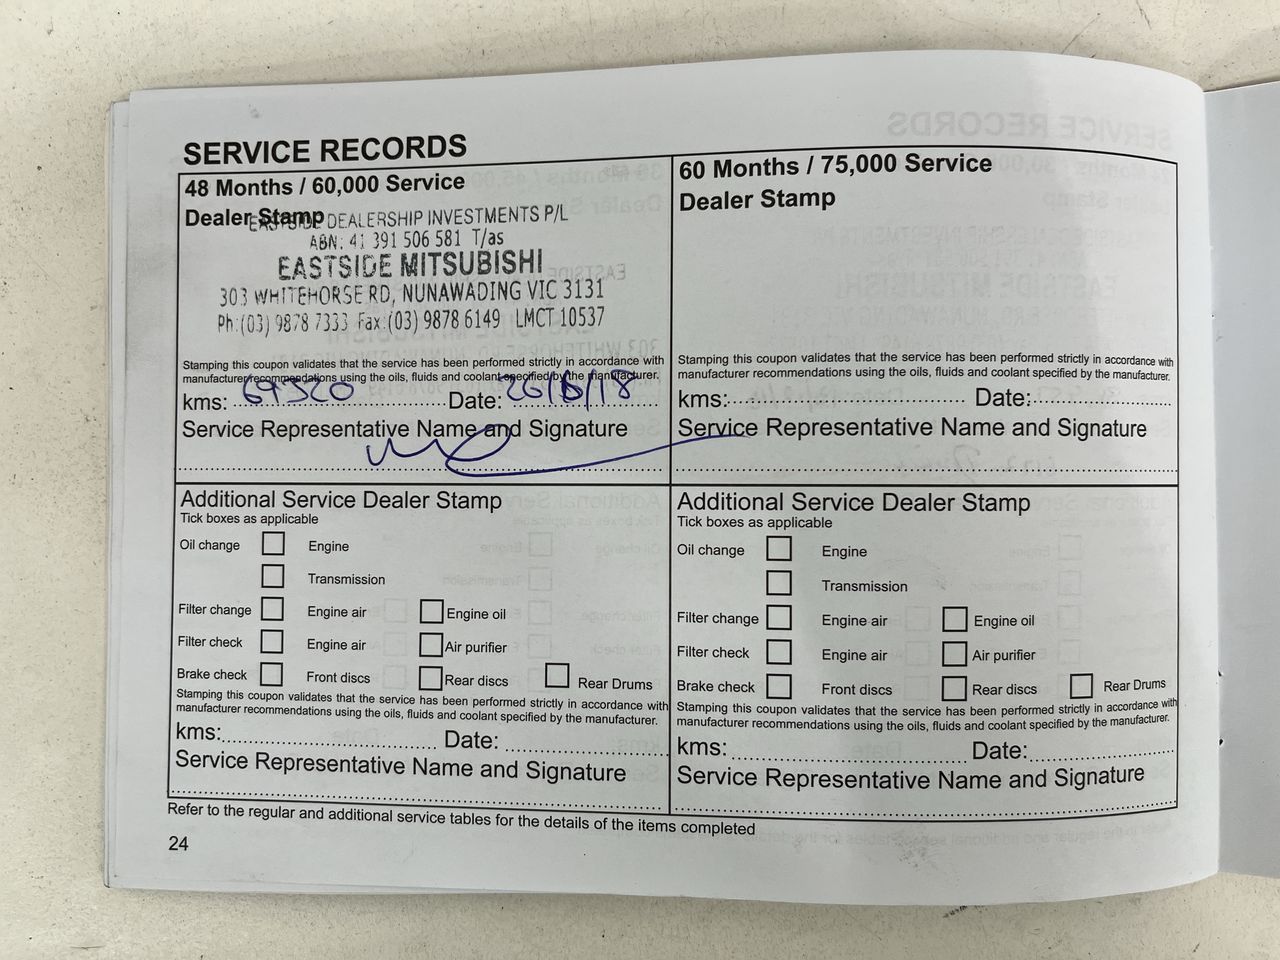 SERVICE RECORDS
48 Months / 60,000 Service
Dealer Stamp
EASTSIDE DEALERSHIP INVESTMENTS P/L
ABN: 41 391 506 581 T/as
EASTSIDE MITSUBISHI
303 WHITEHORSE RD, NUNAWADING VIC 3131
Ph:(03) 9878 7333 Fax:(03) 9878 6149 LMCT 10537
Stamping this coupon validates that the service has been performed strictly in accordance with
manufacturer recommendations using the oils, fluids and coolant specified by the manufacturer.
kms: 69520 Date: 26/6/18
Service Representative Name and Signature
Additional Service Dealer Stamp
Tick boxes as applicable
Oil change Engine
Transmission
Filter change Engine air Engine oil
Filter check Engine air Air purifier
Brake check Front discs Rear discs Rear Drums
Stamping this coupon validates that the service has been performed strictly in accordance with
manufacturer recommendations using the oils, fluids and coolant specified by the manufacturer.
kms: Date:
Service Representative Name and Signature
60 Months / 75,000 Service
Dealer Stamp
Stamping this coupon validates that the service has been performed strictly in accordance with
manufacturer recommendations using the oils, fluids and coolant specified by the manufacturer.
kms: Date:
Service Representative Name and Signature
Additional Service Dealer Stamp
Tick boxes as applicable
Oil change Engine
Transmission
Filter change Engine air Engine oil
Filter check Engine air Air purifier
Brake check Front discs Rear discs Rear Drums
Stamping this coupon validates that the service has been performed strictly in accordance with
manufacturer recommendations using the oils, fluids and coolant specified by the manufacturer.
kms: Date:
Service Representative Name and Signature
Refer to the regular and additional service tables for the details of the items completed
24